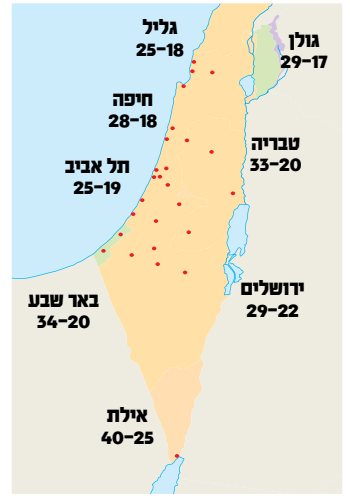 גליל
25-18
גולן
29-17
חיפה
28-18
טבריה
33-20
תל אביב
25-19
ירושלים
29-22
באר שבע
34-20
אילת
40-25